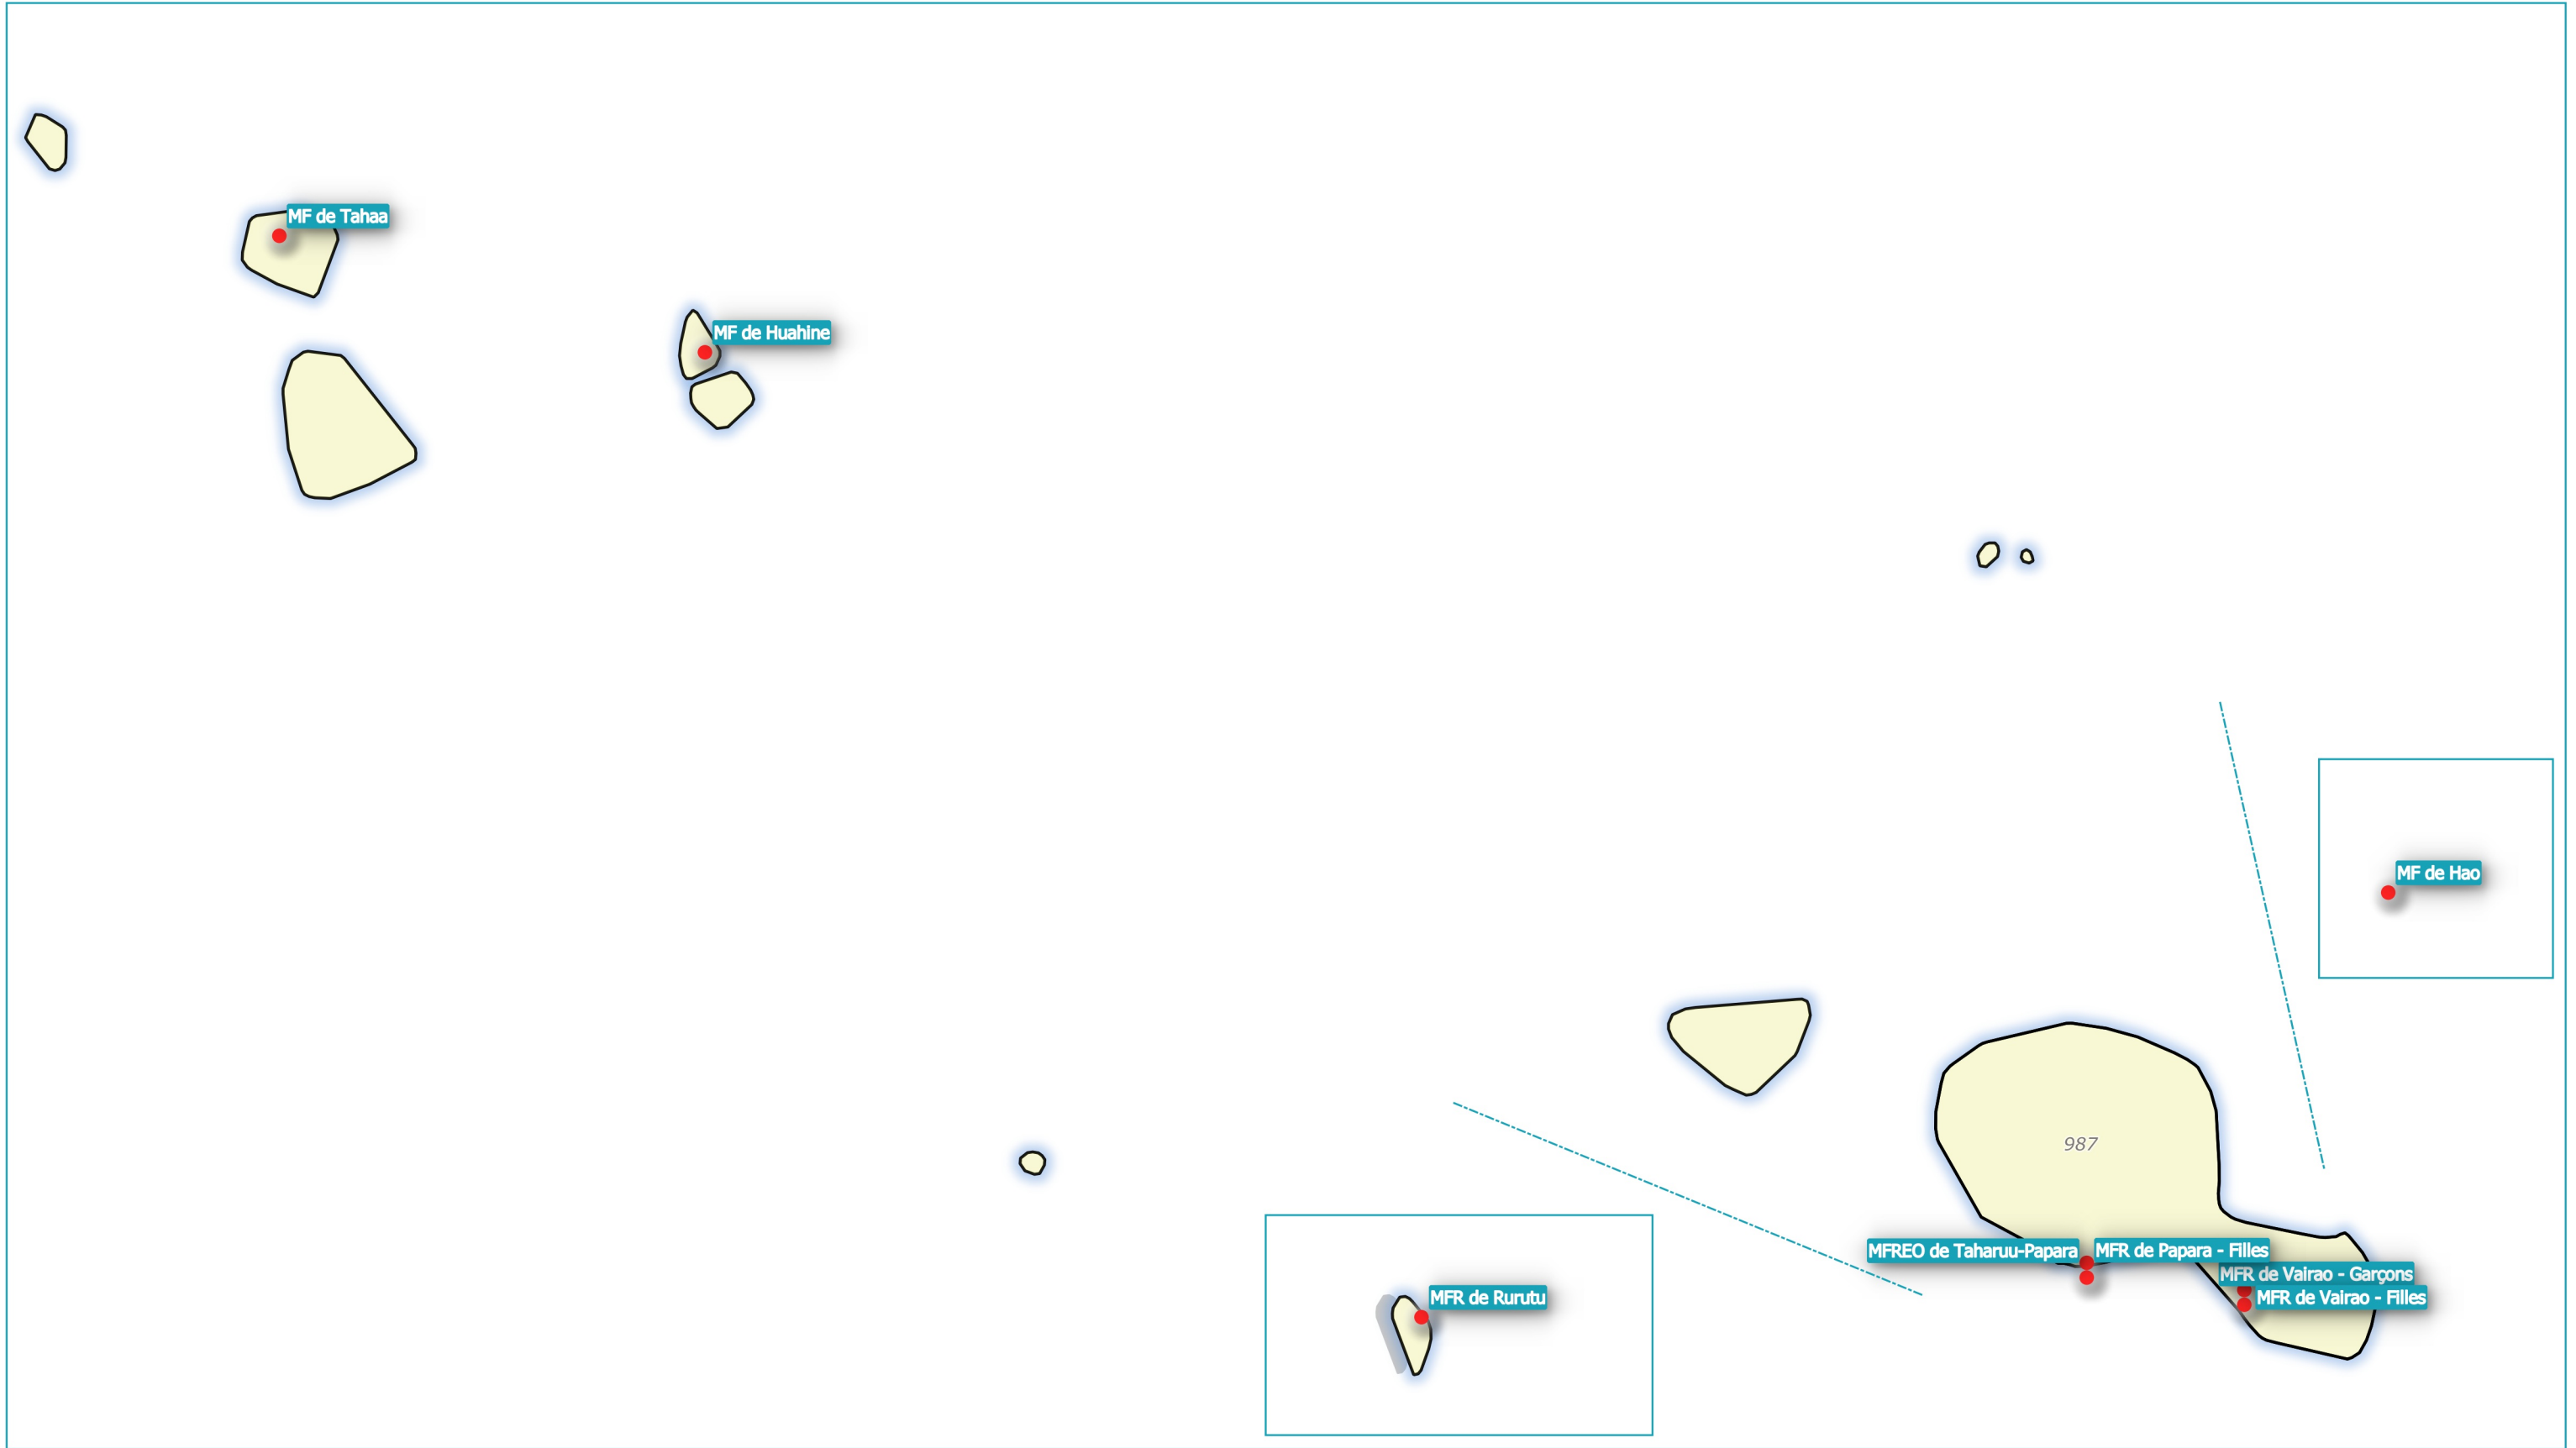 MF de Tahaa
MF de Huahine
MF de Hao
987
MFREO de Taharuu-Papara
MFR de Papara - Filles
MFR de Vairao - Garçons
MFR de Vairao - Filles
MFR de Rurutu